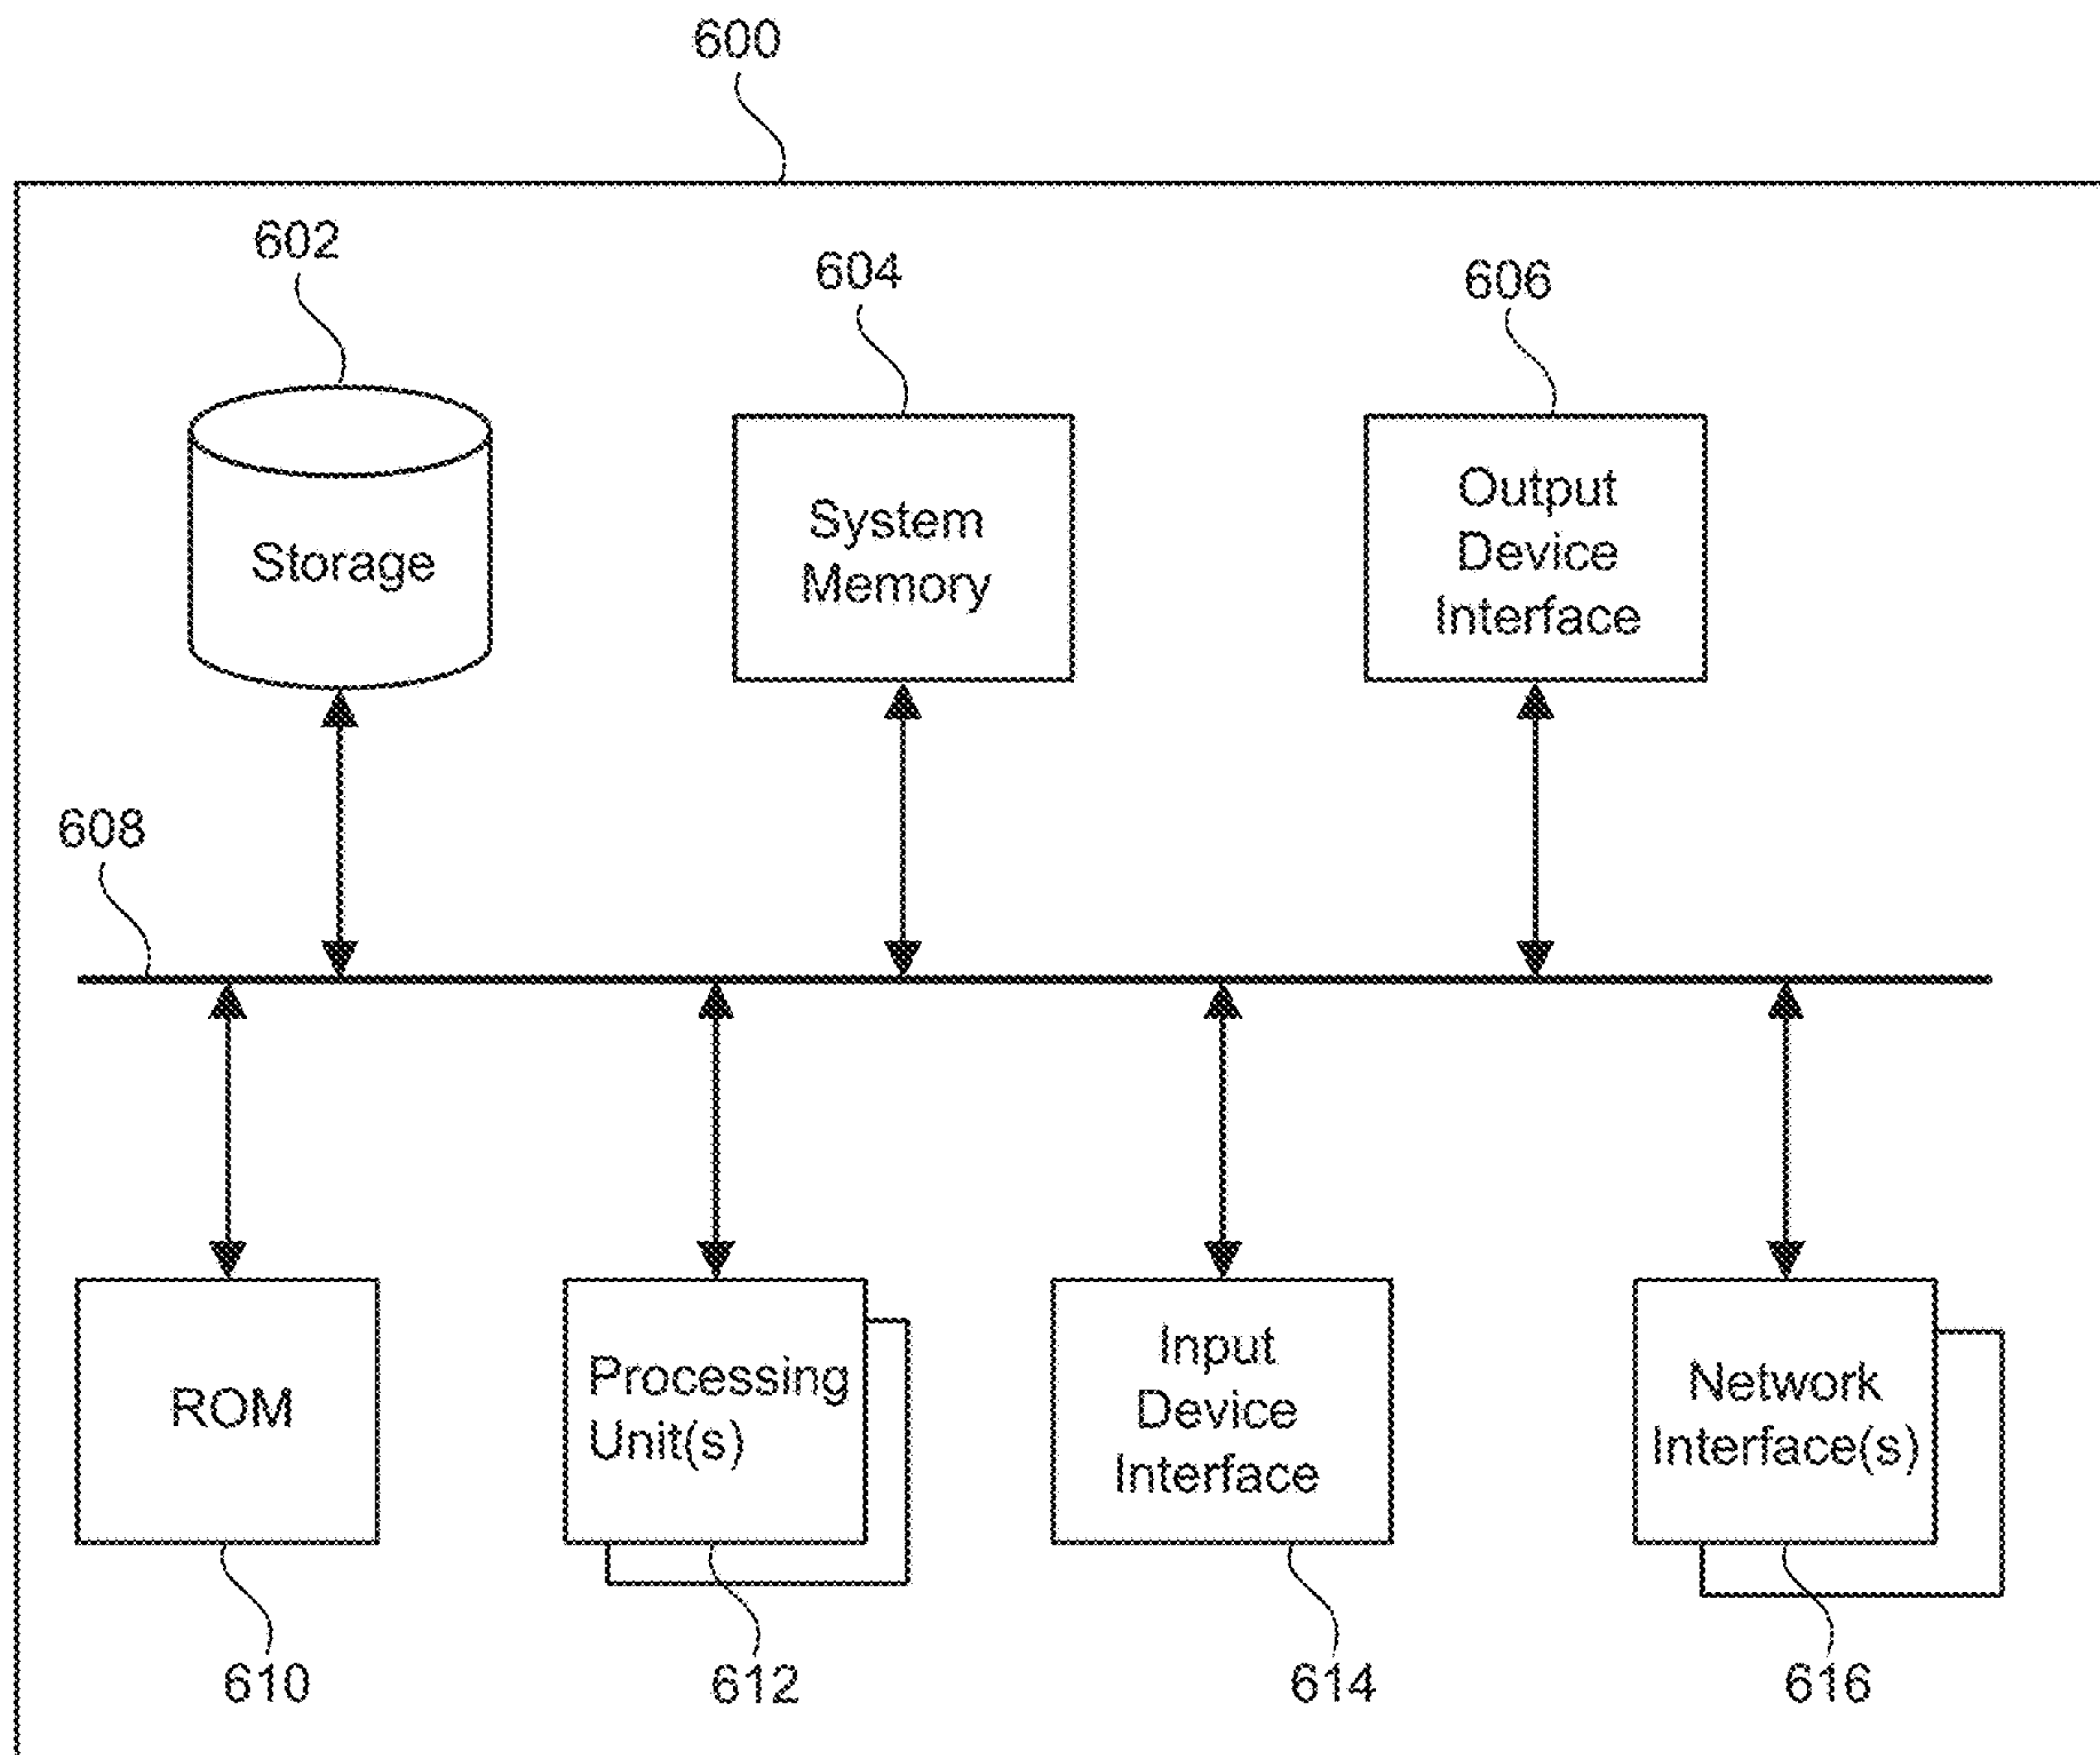 600
602
604
606
Storage
System
Memory
Output
Device
Interface
608
ROM
Processing
Unit(s)
Input
Device
Interface
Network
Interface(s)
610
612
614
616